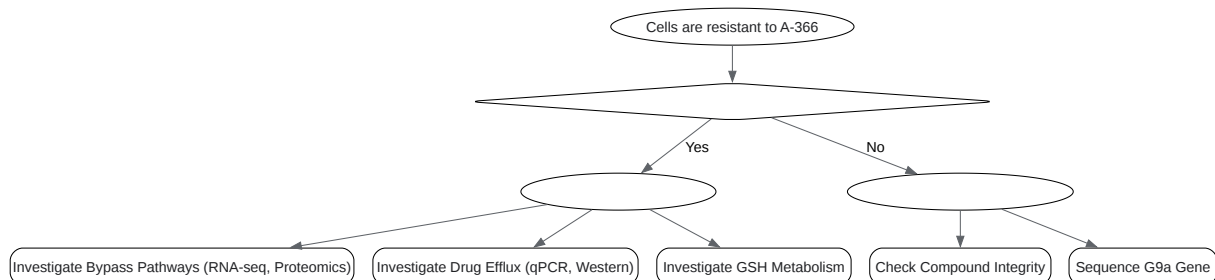 Cells are resistant to A-366
Yes
No
Investigate Bypass Pathways (RNA-seq, Proteomics)
Investigate Drug Efflux (qPCR, Western)
Investigate GSH Metabolism
Check Compound Integrity
Sequence G9a Gene